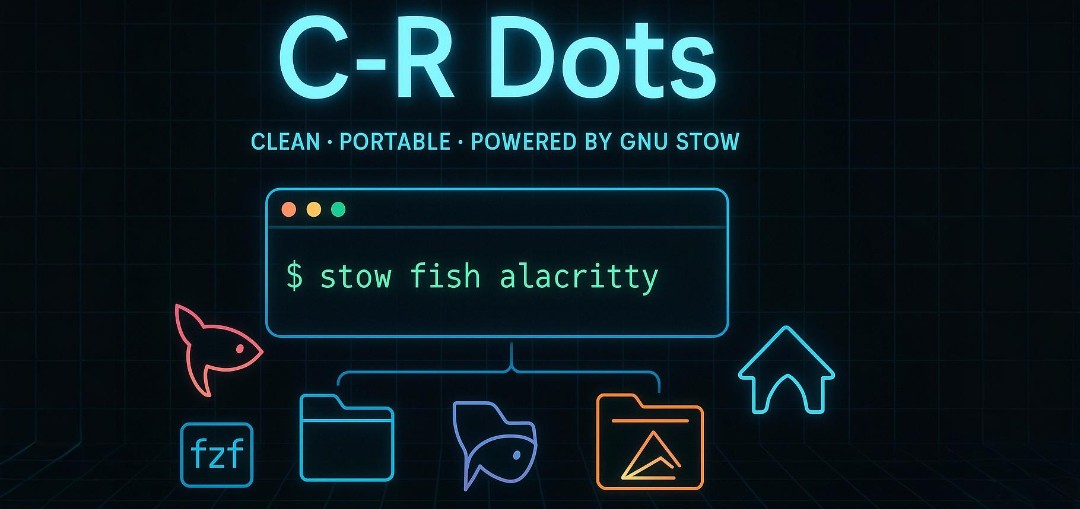 C-R Dots
CLEAN · PORTABLE · POWERED BY GNU STOW
$ stow fish alacritty
fzf